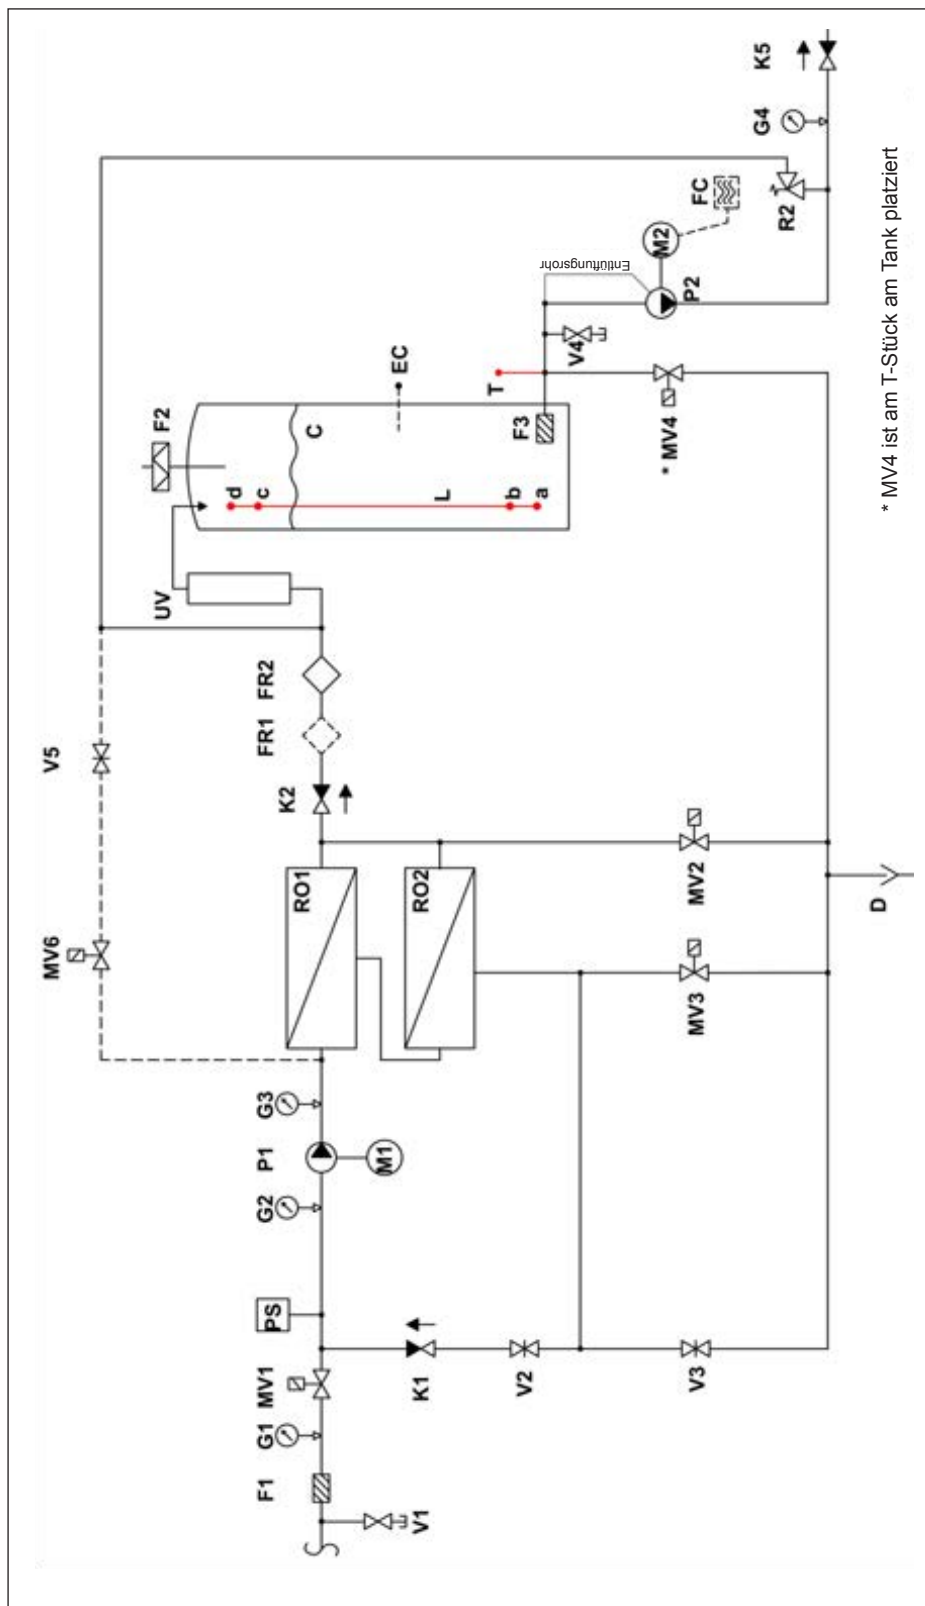 MV6
V5
UV
F2
d
c
F1
G1
MV1
PS
G2
P1
G3
FR1
FR2
K2
RO1
C
M1
EC
V1
K1
RO2
L
T
b
F3
V2
a
V4
Entlüftungsrohr
M2
* MV4
P2
V3
MV3
MV2
FC
G4
K5
R2
D
* MV4 ist am T-Stück am Tank platziert